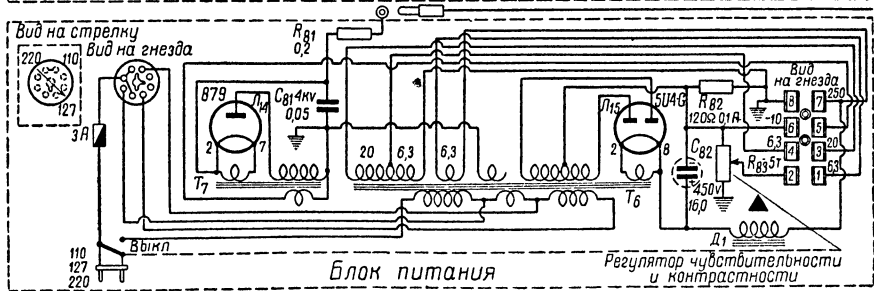 Вид на стрелку
220
110
127
Вид на гнезда
3А
879
Л14
2
7
T7
R81
0,2
C81 4кv
0,05
20
6,3
6,3
Л15
5U4G
2
8
T6
R82
120Ω 0,1А
C82
450v
16,0
R83-5т
Д1
Вид
на гнезда
8
7
250
-10
6
5
6,3
4
3
20
2
1
6,3
Выкл
110
127
220
Блок питания
Регулятор чувствительности
и контрастности